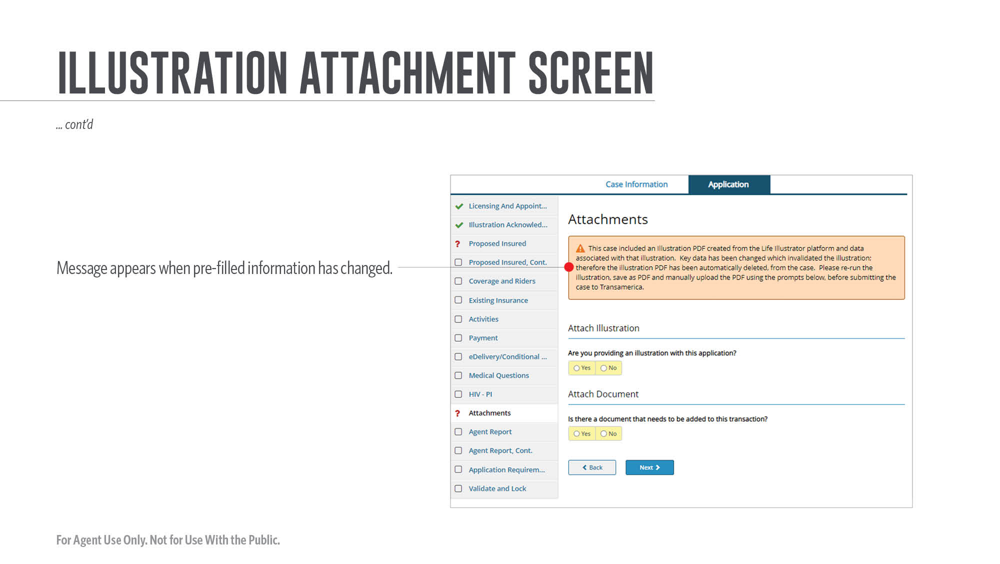 ILLUSTRATION ATTACHMENT SCREEN
... cont'd
Message appears when pre-filled information has changed.
Case Information
Application
Licensing And Appoint...
Illustration Acknowled...
? Proposed Insured
Proposed Insured, Cont.
Coverage and Riders
Existing Insurance
Activities
Payment
eDelivery/Conditional ...
Medical Questions
HIV - PI
? Attachments
Agent Report
Agent Report, Cont.
Application Requirem...
Validate and Lock
Attachments
This case included an Illustration PDF created from the Life Illustrator platform and data
associated with that illustration. Key data has been changed which invalidated the illustration;
therefore the illustration PDF has been automatically deleted, from the case. Please re-run the
illustration, save as PDF and manually upload the PDF using the prompts below, before submitting the
case to Transamerica.
Attach Illustration
Are you providing an illustration with this application?
Yes No
Attach Document
Is there a document that needs to be added to this transaction?
Yes No
Back Next
For Agent Use Only. Not for Use With the Public.